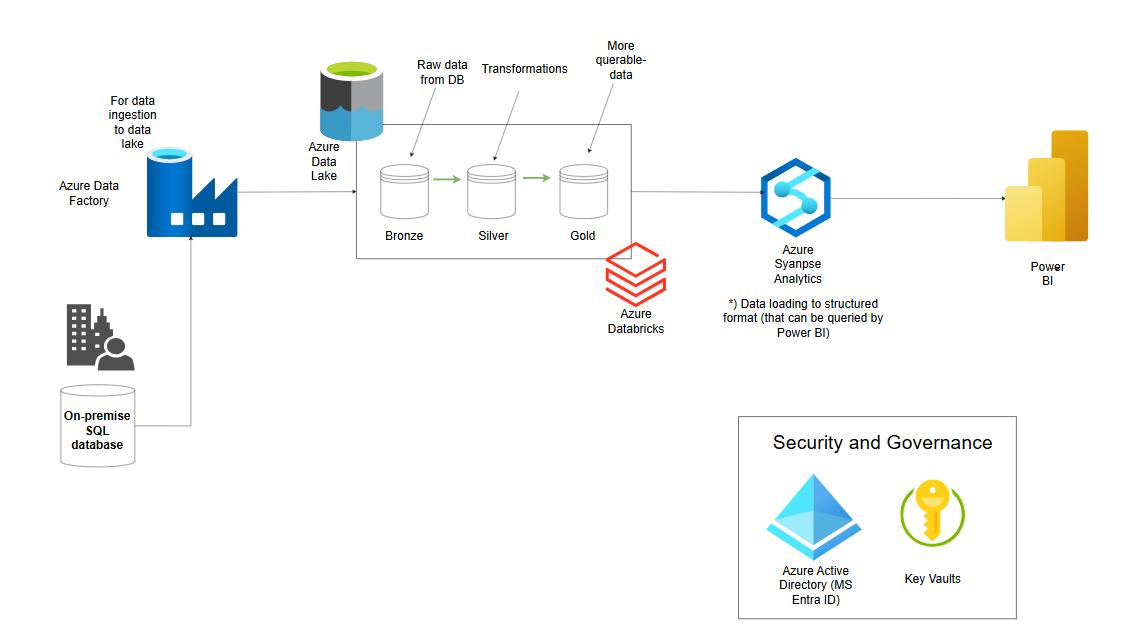 For data
ingestion
to data
lake
Azure Data
Factory
Azure
Data
Lake
Raw data
from DB
Transformations
More
querable-
data
Bronze
Silver
Gold
Azure
Databricks
Azure
Syanpse
Analytics
*) Data loading to structured
format (that can be queried by
Power BI)
Power
BI
On-premise
SQL
database
Security and Governance
Azure Active
Directory (MS
Entra ID)
Key Vaults